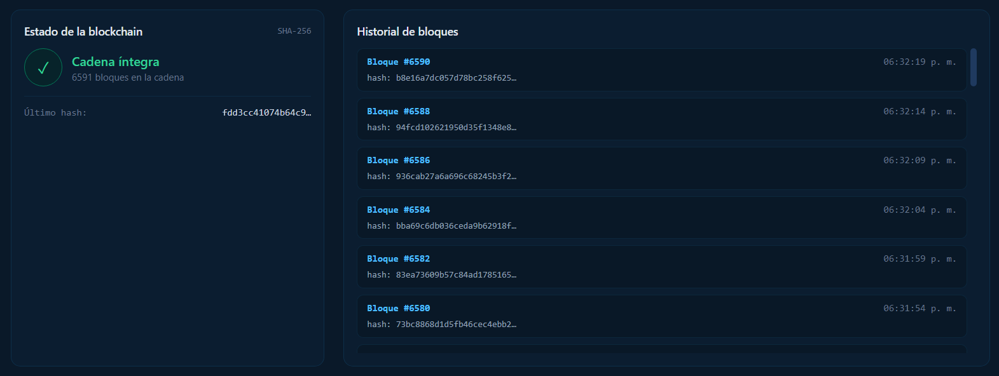 Estado de la blockchain
SHA-256
✓
Cadena íntegra
6591 bloques en la cadena
Último hash:
fdd3cc41074b64c9…
Historial de bloques
Bloque #6590
06:32:19 p. m.
hash: b8e16a7dc057d78bc258f625…
Bloque #6588
06:32:14 p. m.
hash: 94fcd102621950d35f1348e8…
Bloque #6586
06:32:09 p. m.
hash: 936cab27a6a696c68245b3f2…
Bloque #6584
06:32:04 p. m.
hash: bba69c6db036ceda9b62918f…
Bloque #6582
06:31:59 p. m.
hash: 83ea73609b57c84ad1785165…
Bloque #6580
06:31:54 p. m.
hash: 73bc8868d1d5fb46cec4ebb2…